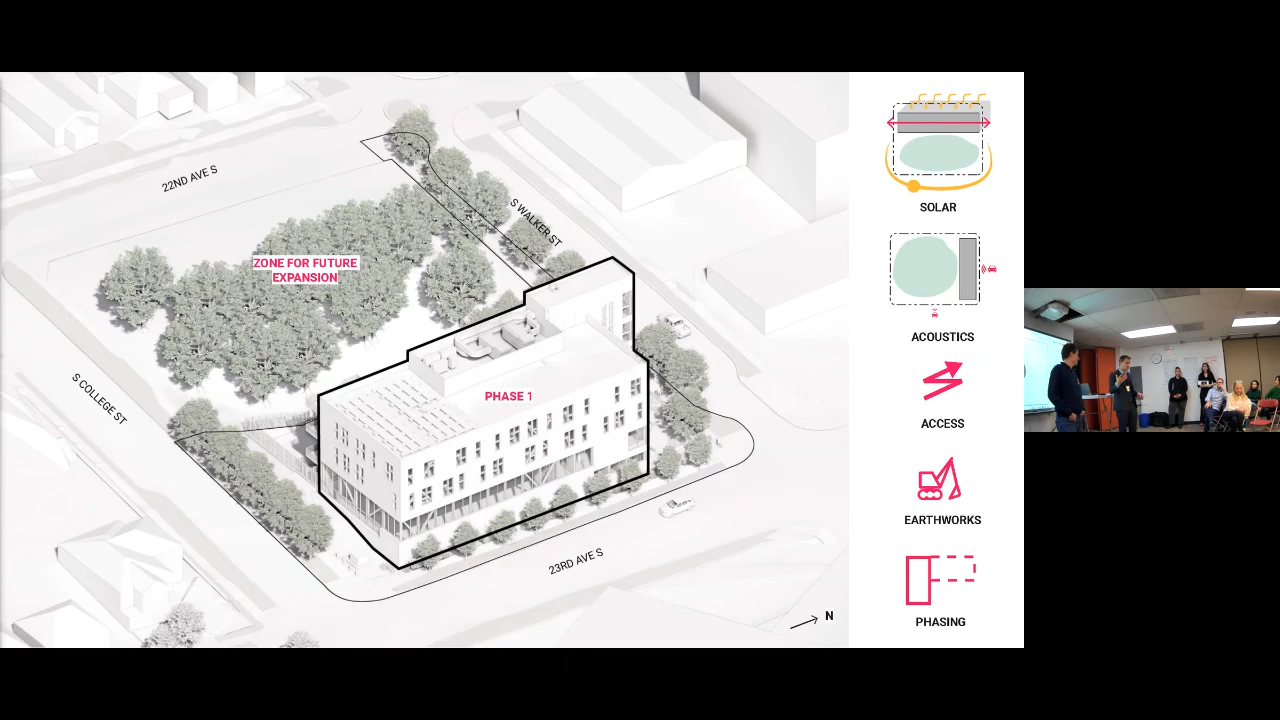 22ND AVE S
S WALKER ST
ZONE FOR FUTURE
EXPANSION
S COLLEGE ST
PHASE 1
23RD AVE S
N
SOLAR
ACOUSTICS
ACCESS
EARTHWORKS
PHASING